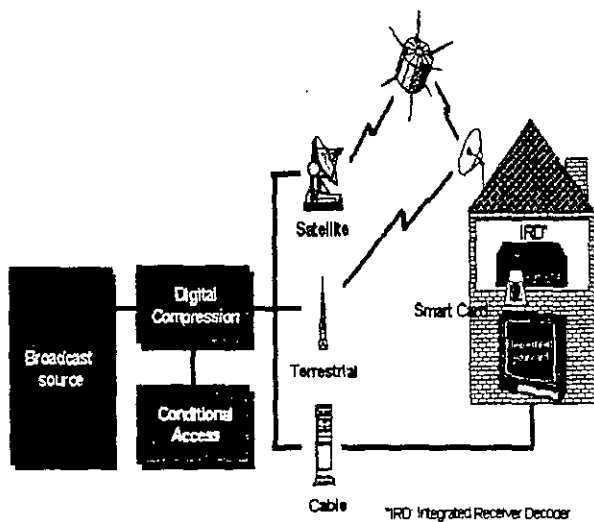 Broadcast
source
Digital
Compression
Conditional
Access
Satellite
Terrestrial
Cable
IRD*
Smart Card
*IRD: Integrated Receiver Decoder